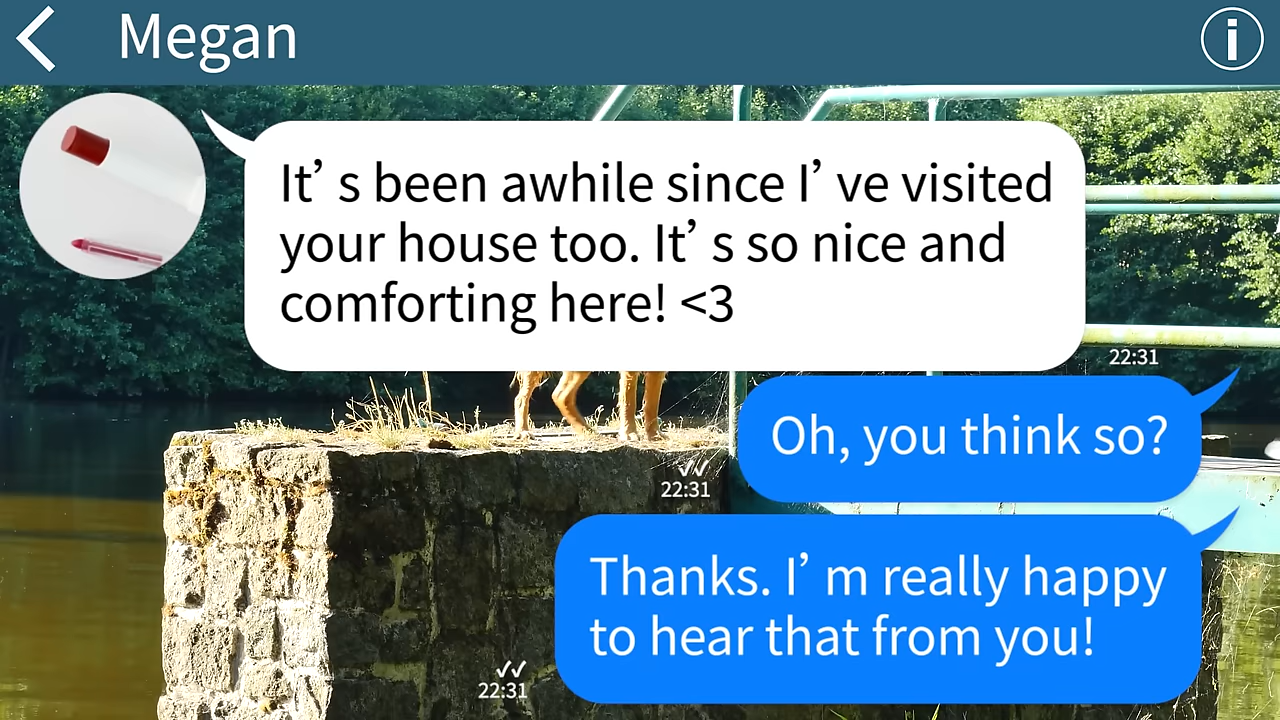 Megan
It’s been awhile since I’ve visited
your house too. It’s so nice and
comforting here! <3
22:31
Oh, you think so?
22:31
Thanks. I’m really happy
to hear that from you!
22:31